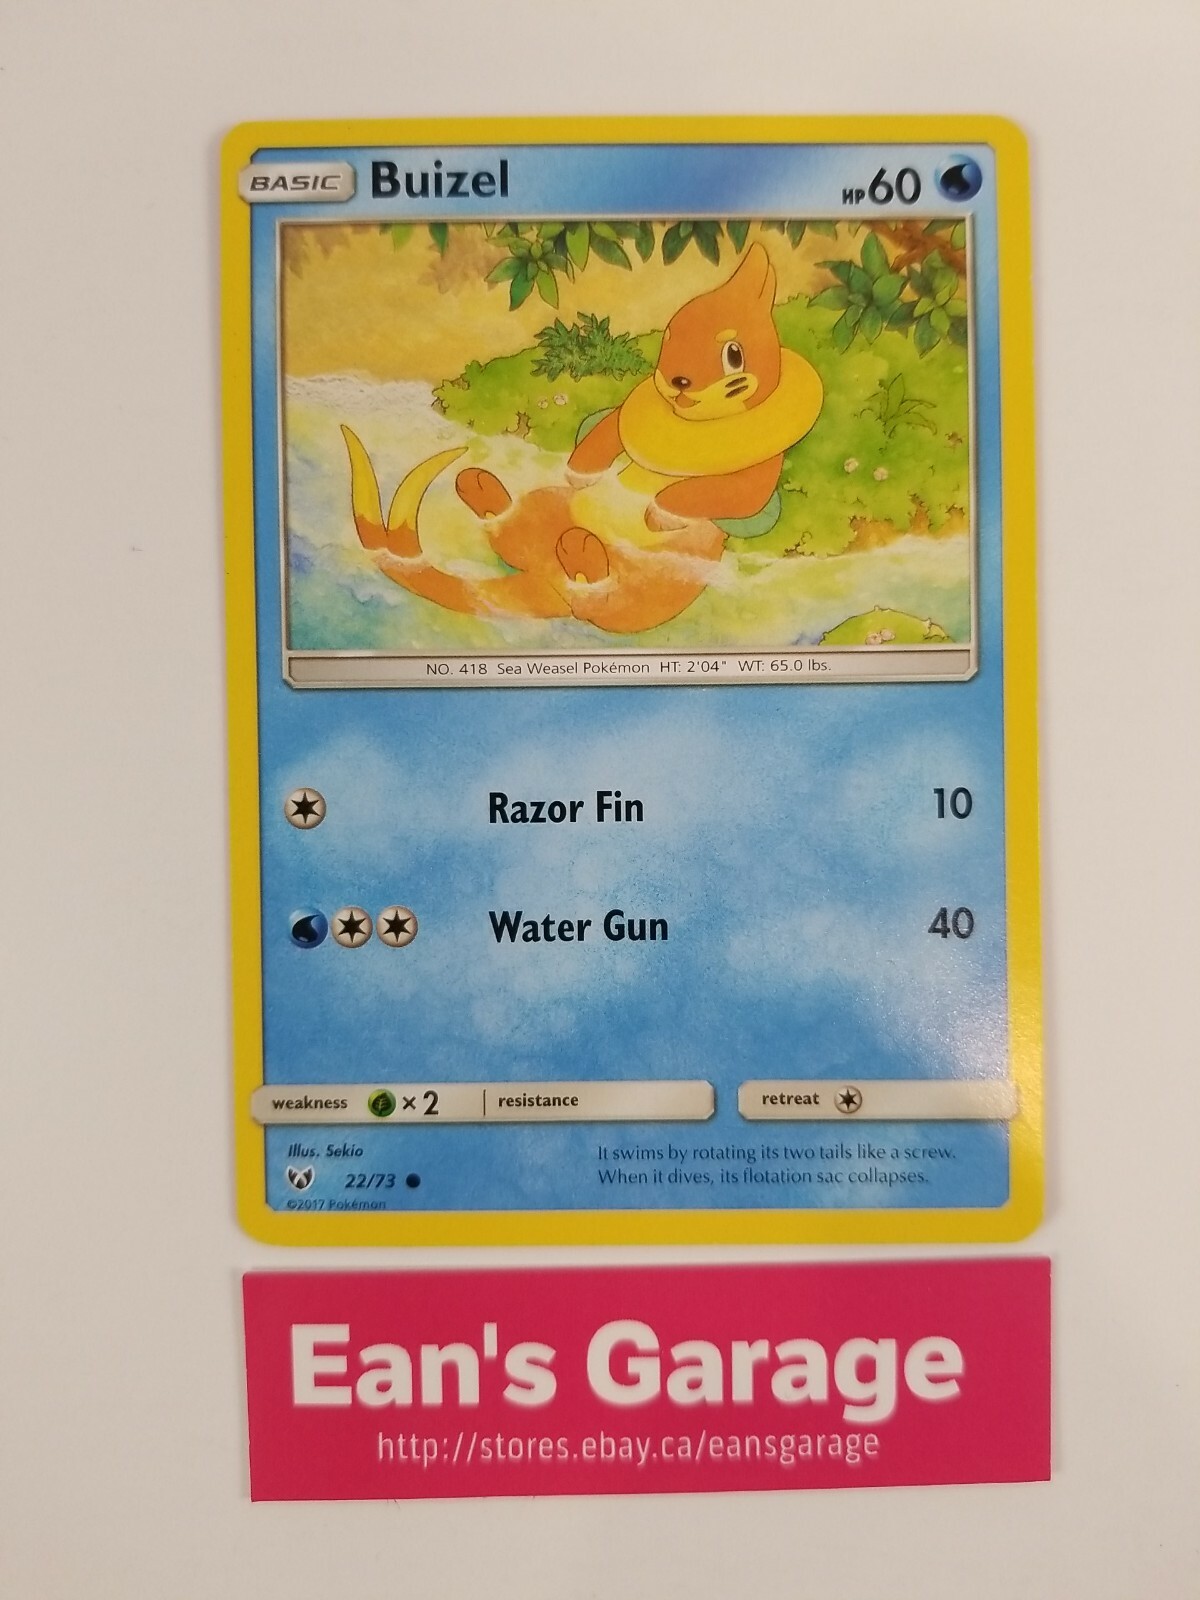 BASIC Buizel HP 60
NO. 418 Sea Weasel Pokémon HT: 2'04" WT: 65.0 lbs.
Razor Fin 10
Water Gun 40
weakness × 2 resistance retreat
Illus. Sekio
It swims by rotating its two tails like a screw.
When it dives, its flotation sac collapses.
22/73
©2017 Pokémon
Ean's Garage
http://stores.ebay.ca/eansgarage